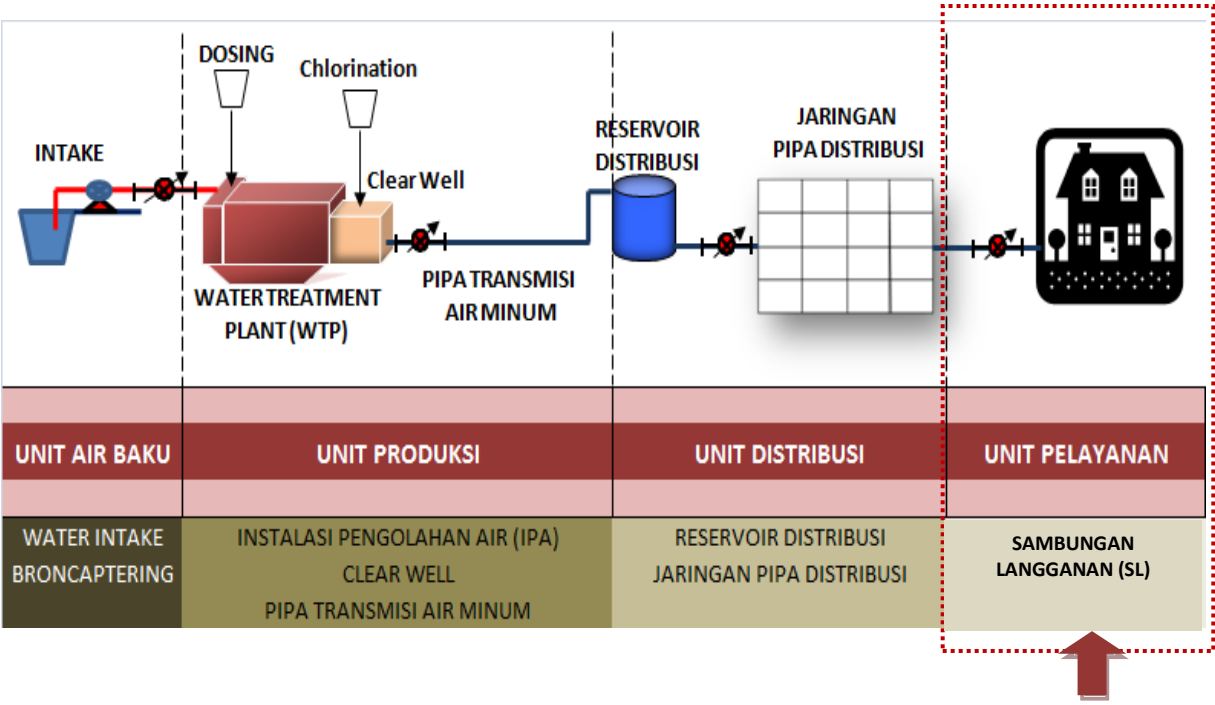 DOSING
Chlorination
INTAKE
Clear Well
WATER TREATMENT
PLANT (WTP)
PIPA TRANSMISI
AIR MINUM
RESERVOIR
DISTRIBUSI
JARINGAN
PIPA DISTRIBUSI
UNIT AIR BAKU
UNIT PRODUKSI
UNIT DISTRIBUSI
UNIT PELAYANAN
WATER INTAKE
BRONCAPTERING
INSTALASI PENGOLAHAN AIR (IPA)
CLEAR WELL
PIPA TRANSMISI AIR MINUM
RESERVOIR DISTRIBUSI
JARINGAN PIPA DISTRIBUSI
SAMBUNGAN
LANGGANAN (SL)